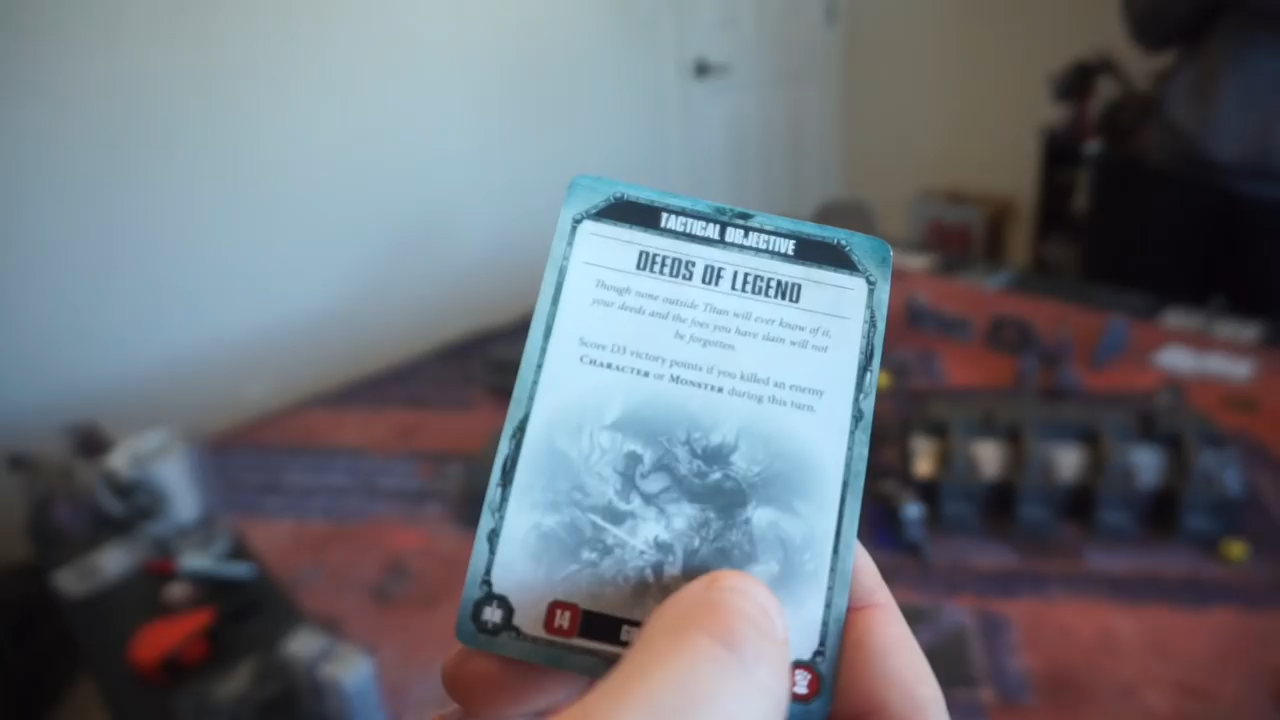 TACTICAL OBJECTIVE
DEEDS OF LEGEND
Though none outside Titan will ever know of it,
your deeds and the foes you have slain will not
be forgotten.
Score D3 victory points if you killed an enemy
CHARACTER or MONSTER during this turn.
14